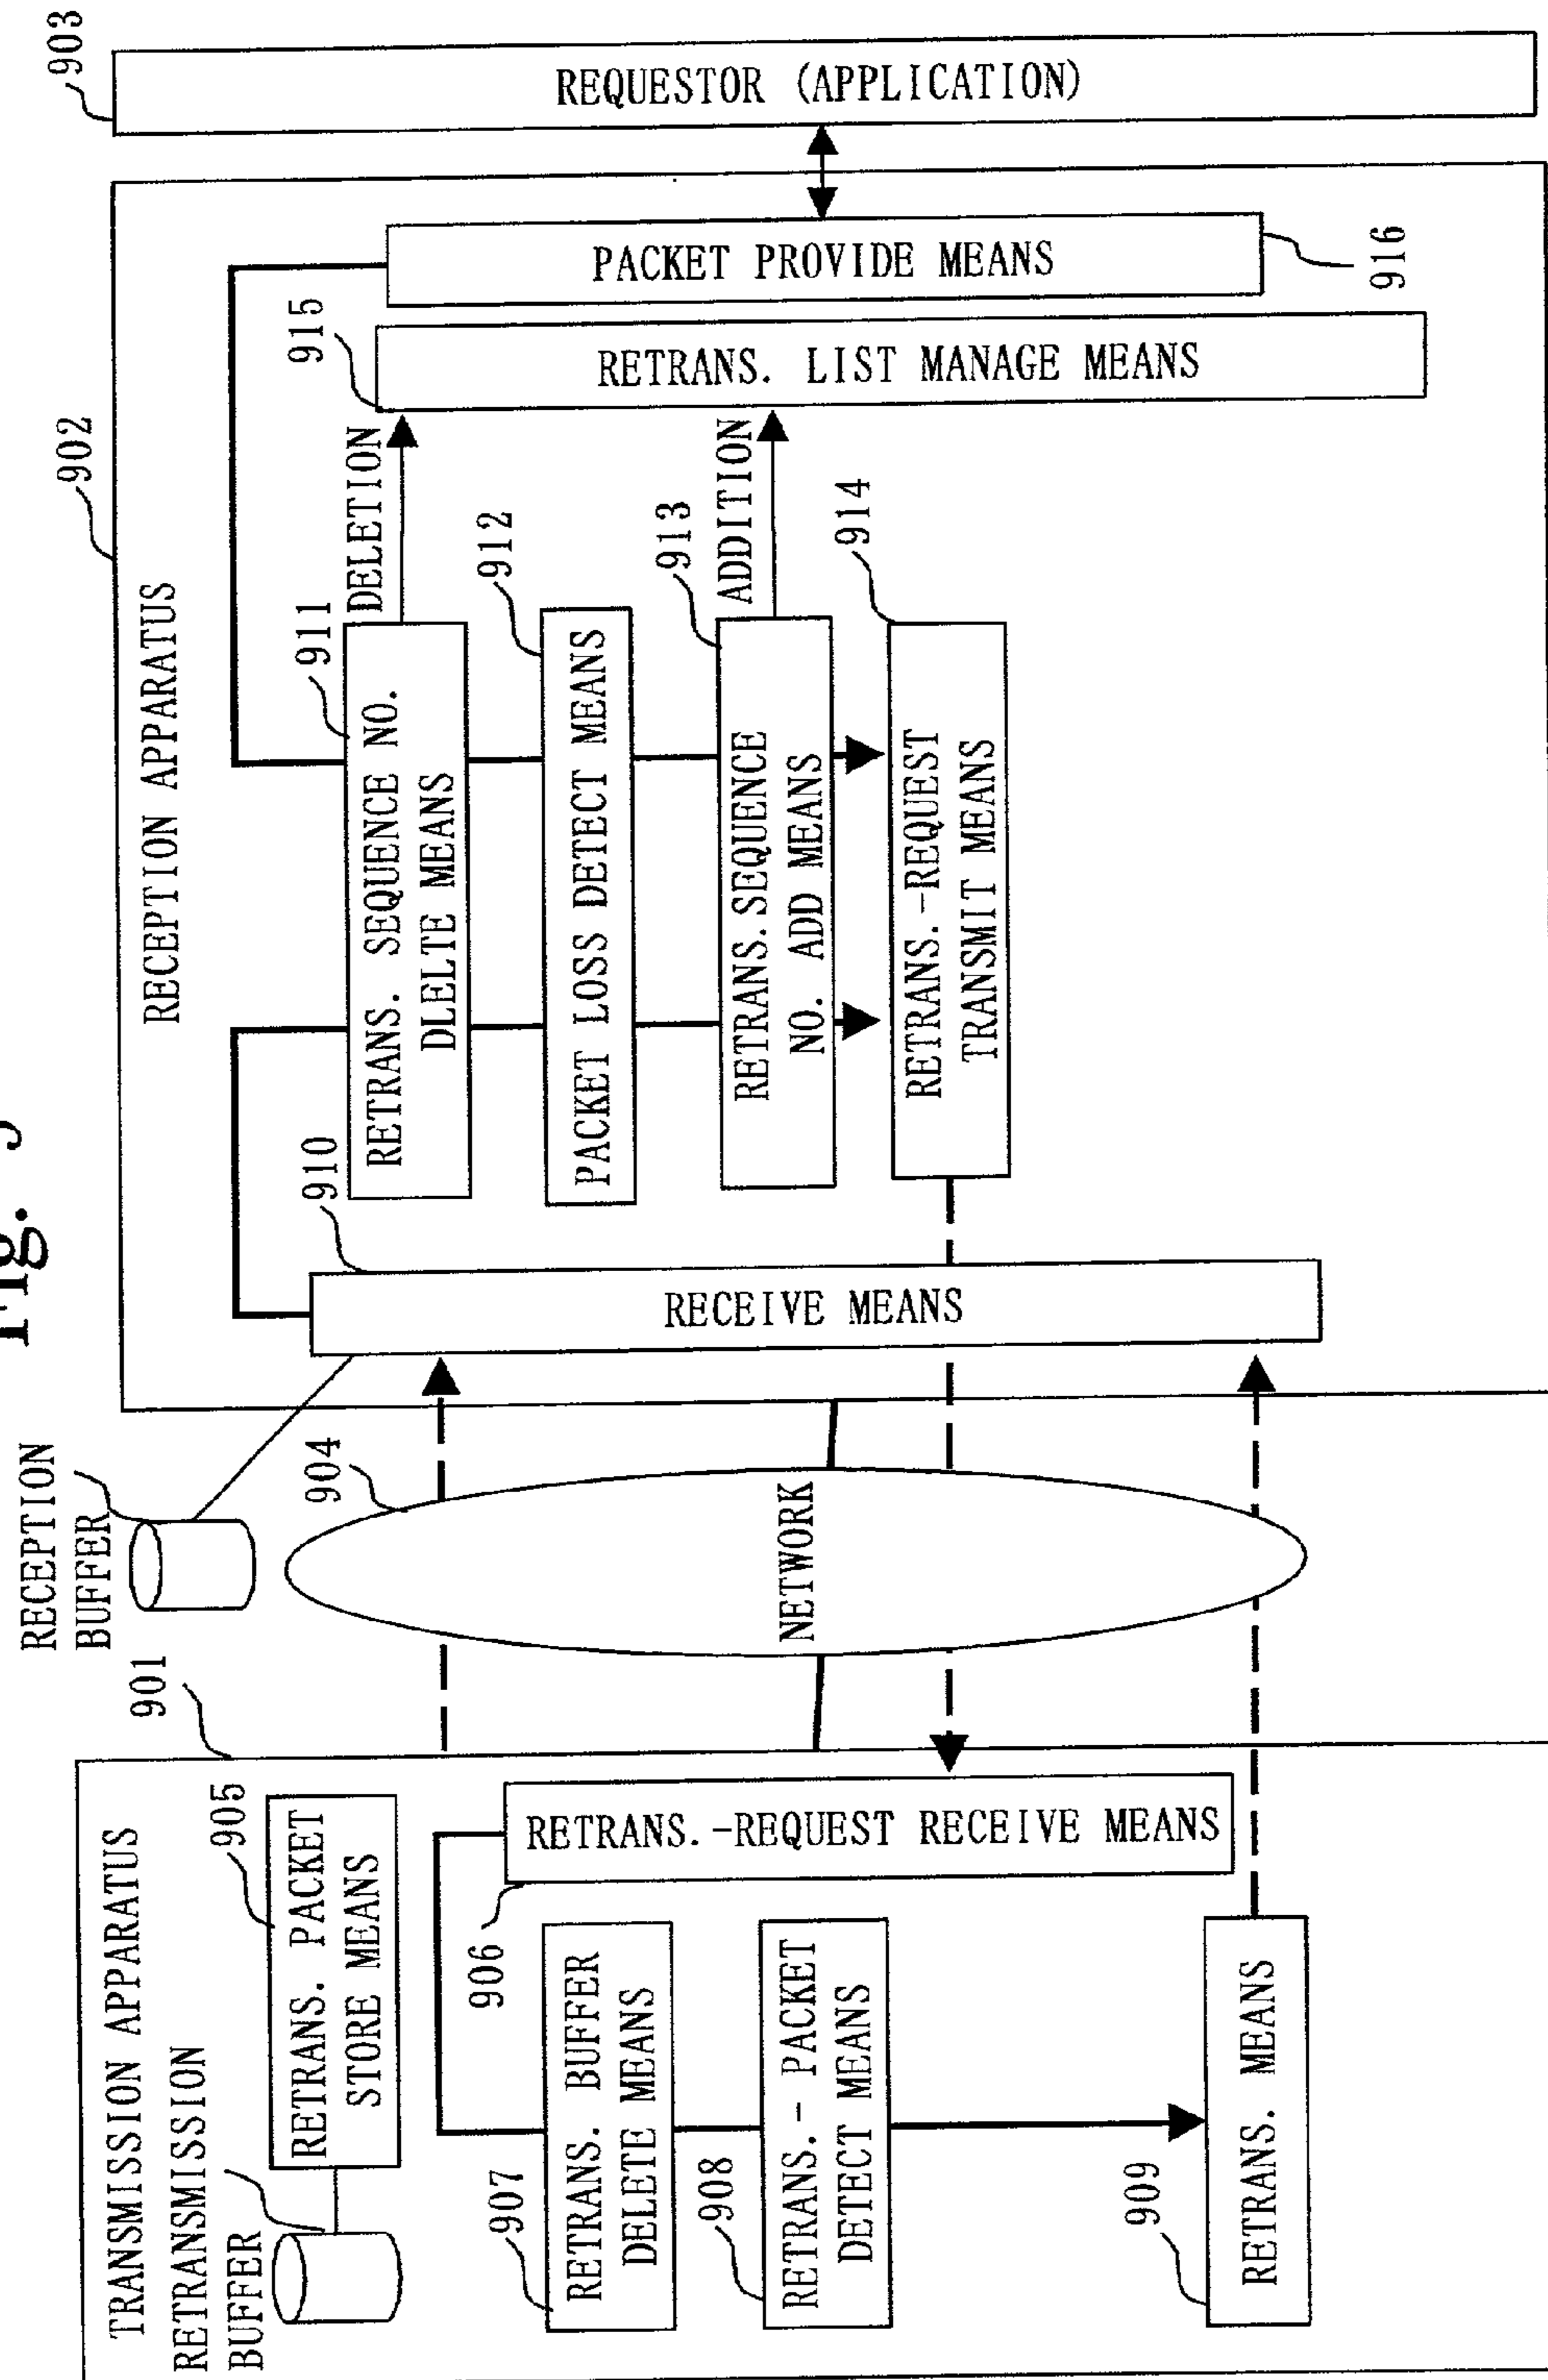 Fig. 9
RECEPTION
BUFFER
TRANSMISSION APPARATUS
901
RETRANSMISSION
BUFFER
RETRANS. PACKET
STORE MEANS
905
906
RETRANS.-REQUEST RECEIVE MEANS
907
RETRANS. BUFFER
DELETE MEANS
908
RETRANS.- PACKET
DETECT MEANS
909
RETRANS. MEANS
904
NETWORK
902
RECEPTION APPARATUS
910
RECEIVE MEANS
911
RETRANS. SEQUENCE NO.
DLELTE MEANS
DELETION
912
PACKET LOSS DETECT MEANS
913
RETRANS.SEQUENCE
NO. ADD MEANS
ADDITION
914
RETRANS.-REQUEST
TRANSMIT MEANS
915
RETRANS. LIST MANAGE MEANS
PACKET PROVIDE MEANS
916
903
REQUESTOR (APPLICATION)